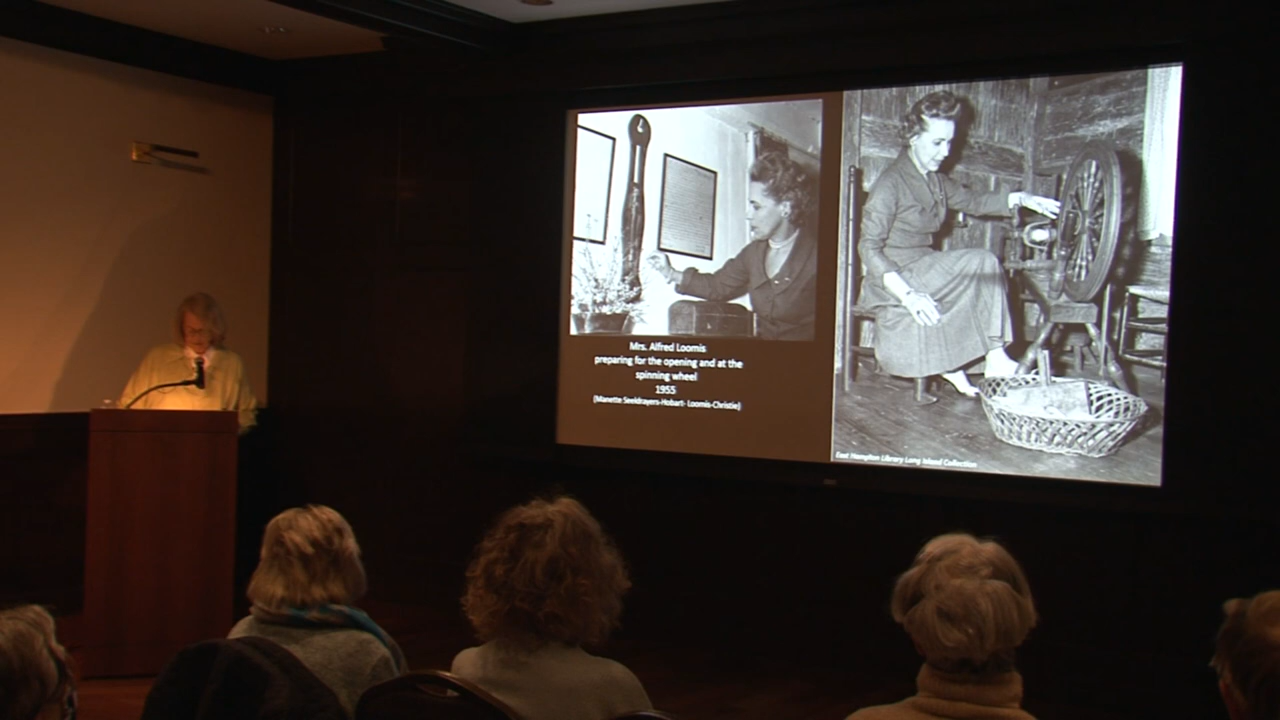 Mrs. Alfred Loomis
preparing for the opening and at the
spinning wheel
1955
(Manette Seeldrayers-Hobart- Loomis-Christie)
East Hampton Library Long Island Collection